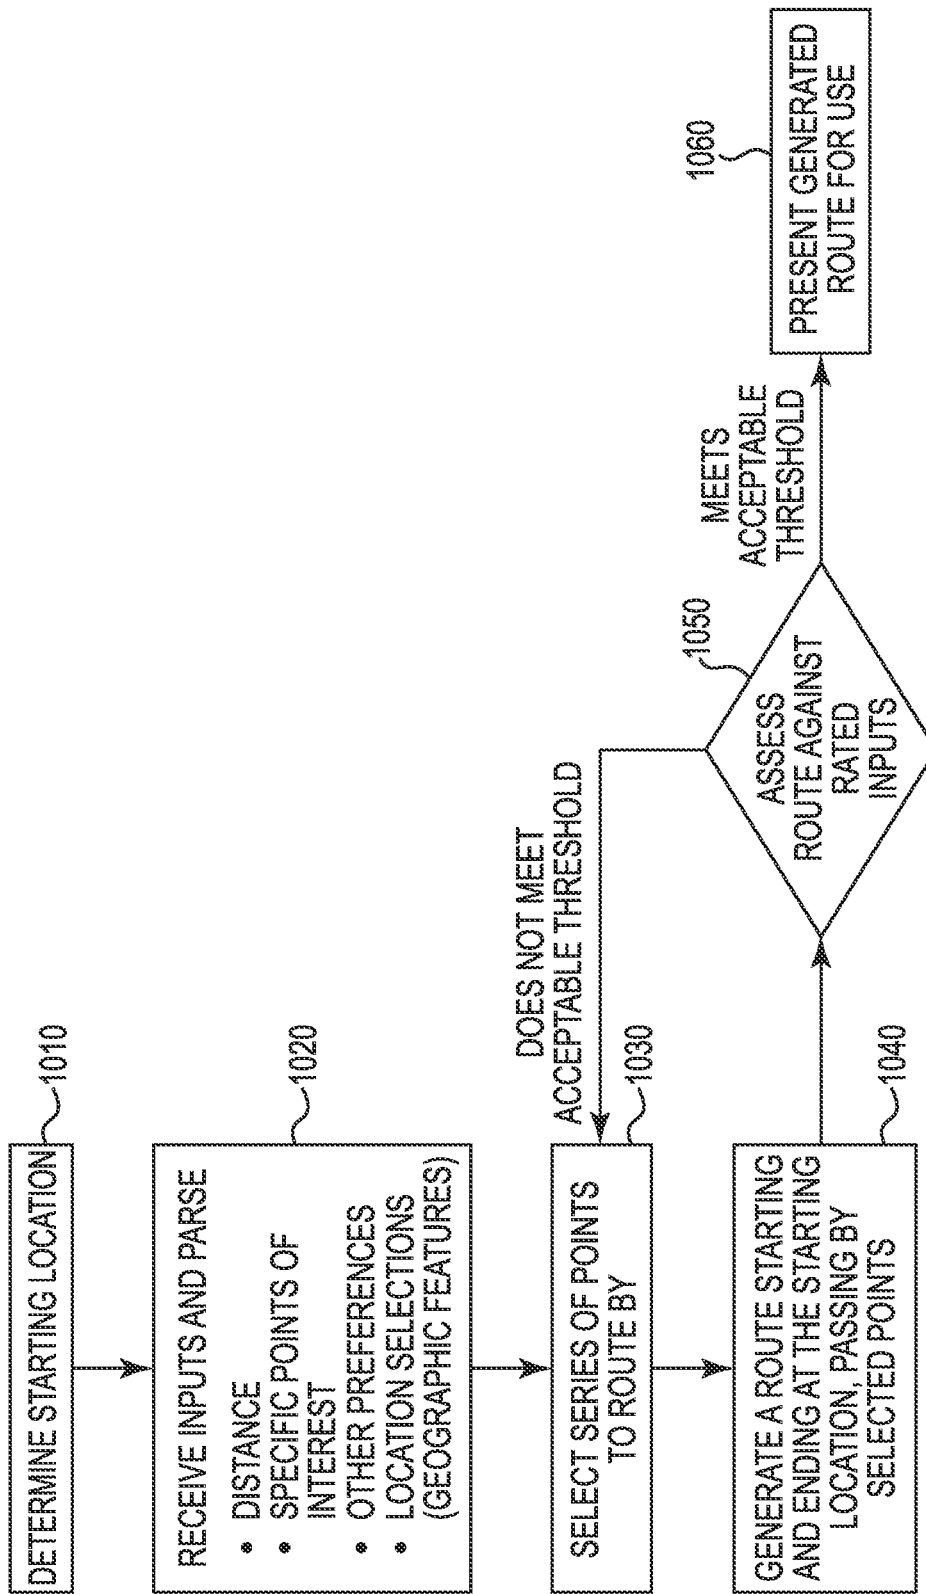 DETERMINE STARTING LOCATION
1010
RECEIVE INPUTS AND PARSE
• DISTANCE
• SPECIFIC POINTS OF
INTEREST
• OTHER PREFERENCES
• LOCATION SELECTIONS
(GEOGRAPHIC FEATURES)
1020
DOES NOT MEET
ACCEPTABLE THRESHOLD
SELECT SERIES OF POINTS
TO ROUTE BY
1030
GENERATE A ROUTE STARTING
AND ENDING AT THE STARTING
LOCATION, PASSING BY
SELECTED POINTS
1040
ASSESS
ROUTE AGAINST
RATED
INPUTS
1050
MEETS
ACCEPTABLE
THRESHOLD
PRESENT GENERATED
ROUTE FOR USE
1060